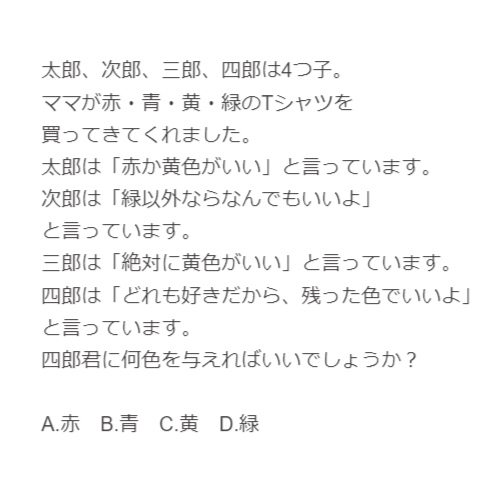 太郎、次郎、三郎、四郎は4つ子。
ママが赤・青・黄・緑のTシャツを
買ってきてくれました。
太郎は「赤か黄色がいい」と言っています。
次郎は「緑以外ならなんでもいいよ」
と言っています。
三郎は「絶対に黄色がいい」と言っています。
四郎は「どれも好きだから、残った色でいいよ」
と言っています。
四郎君に何色を与えればいいでしょうか？
A.赤　B.青　C.黄　D.緑